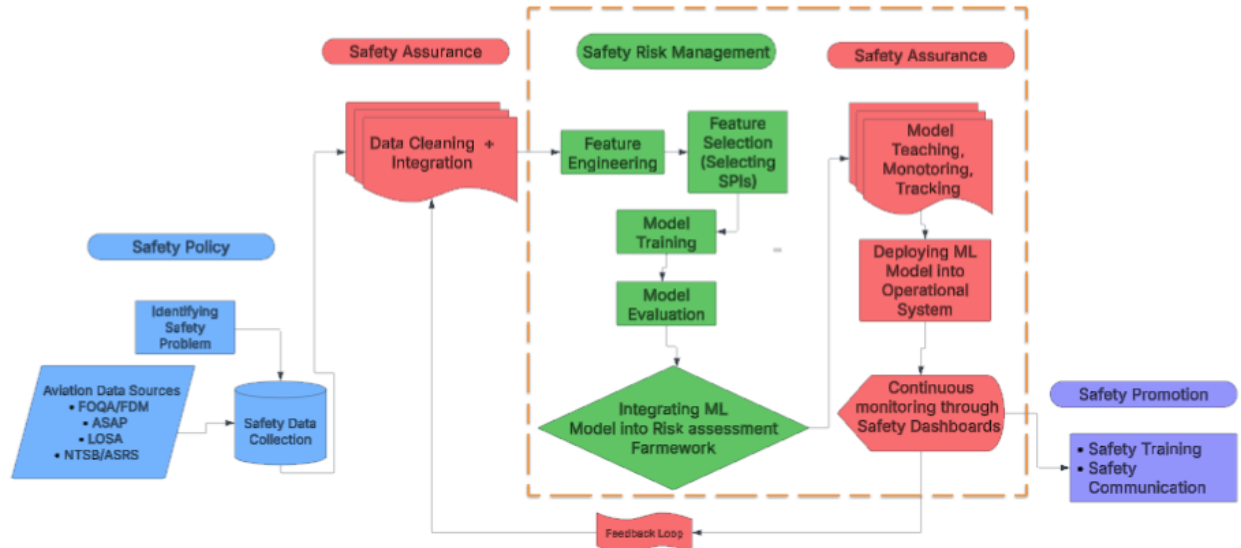 Safety Assurance
Safety Risk Management
Safety Assurance
Data Cleaning +
Integration
Feature
Engineering
Feature
Selection
(Selecting
SPIs)
Model
Teaching,
Monotoring,
Tracking
Model
Training
Safety Policy
Deploying ML
Model into
Operational
System
Model
Evaluation
Identifying
Safety
Problem
Aviation Data Sources
• FOQA/FDM
• ASAP
• LOSA
• NTSB/ASRS
Safety Data
Collection
Integrating ML
Model into Risk assessment
Farmework
Continuous
monitoring through
Safety Dashboards
Safety Promotion
• Safety Training
• Safety
Communication
Feedback Loop